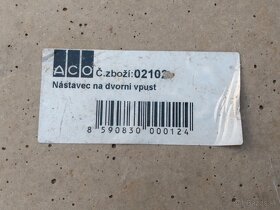 ACO Č.zboží:02102
Nástavec na dvorní vpust
8 590830 000124